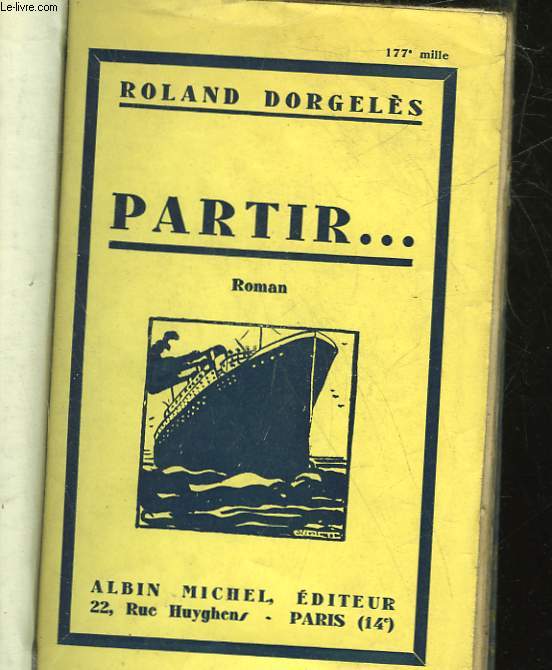 Le-livre.com
177e mille
ROLAND DORGELÈS
PARTIR...
Roman
ALBIN MICHEL, ÉDITEUR
22, Rue Huyghens - PARIS (14e)